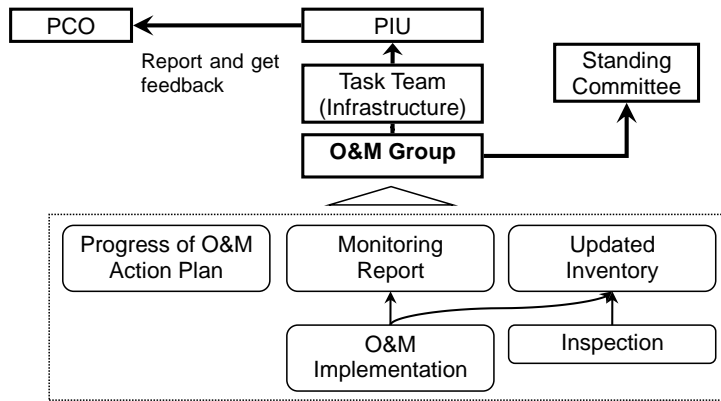 PCO
PIU
Report and get
feedback
Task Team
(Infrastructure)
Standing
Committee
O&M Group
Progress of O&M
Action Plan
Monitoring
Report
Updated
Inventory
O&M
Implementation
Inspection